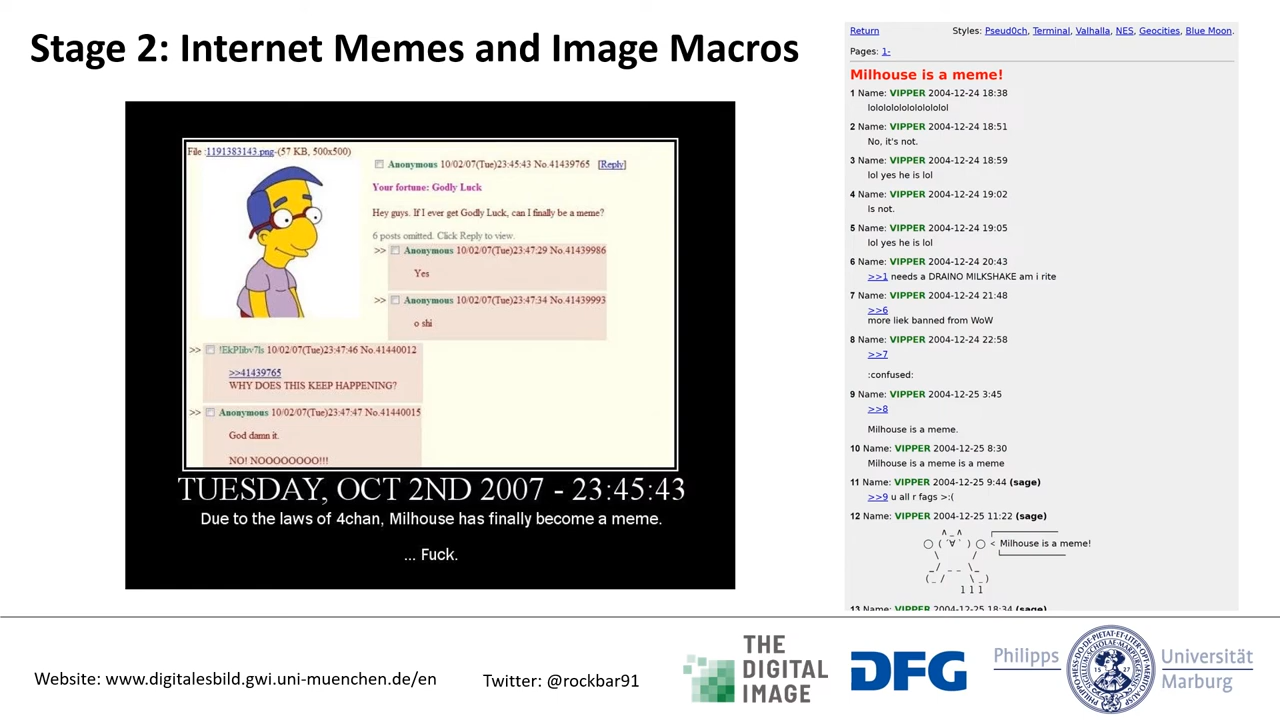 Stage 2: Internet Memes and Image Macros
File :1191383143.png-(57 KB, 500x500)
Anonymous 10/02/07(Tue)23:45:43 No.41439765 [Reply]
Your fortune: Godly Luck
Hey guys. If I ever get Godly Luck, can I finally be a meme?
6 posts omitted. Click Reply to view.
>> Anonymous 10/02/07(Tue)23:47:29 No.41439986
Yes
>> Anonymous 10/02/07(Tue)23:47:34 No.41439993
o shi
>> !EkPlibv7ls 10/02/07(Tue)23:47:46 No.41440012
>>41439765
WHY DOES THIS KEEP HAPPENING?
>> Anonymous 10/02/07(Tue)23:47:47 No.41440015
God damn it.
NO! NOOOOOOOO!!!
TUESDAY, OCT 2ND 2007 - 23:45:43
Due to the laws of 4chan, Milhouse has finally become a meme.
... Fuck.
Return Styles: Pseud0ch, Terminal, Valhalla, NES, Geocities, Blue Moon.
Pages: 1-
Milhouse is a meme!
1 Name: VIPPER 2004-12-24 18:38
lolololololololololol
2 Name: VIPPER 2004-12-24 18:51
No, it's not.
3 Name: VIPPER 2004-12-24 18:59
lol yes he is lol
4 Name: VIPPER 2004-12-24 19:02
Is not.
5 Name: VIPPER 2004-12-24 19:05
lol yes he is lol
6 Name: VIPPER 2004-12-24 20:43
>>1 needs a DRAINO MILKSHAKE am i rite
7 Name: VIPPER 2004-12-24 21:48
>>6
more liek banned from WoW
8 Name: VIPPER 2004-12-24 22:58
>>7
:confused:
9 Name: VIPPER 2004-12-25 3:45
>>8
Milhouse is a meme.
10 Name: VIPPER 2004-12-25 8:30
Milhouse is a meme is a meme
11 Name: VIPPER 2004-12-25 9:44 (sage)
>>9 u all r fags >:(
12 Name: VIPPER 2004-12-25 11:22 (sage)
< Milhouse is a meme!
13 Name: VIPPER 2004-12-25 18:34 (sage)
Website: www.digitalesbild.gwi.uni-muenchen.de/en
Twitter: @rockbar91
THE
DIGITAL
IMAGE
DFG
Philipps Universität
Marburg